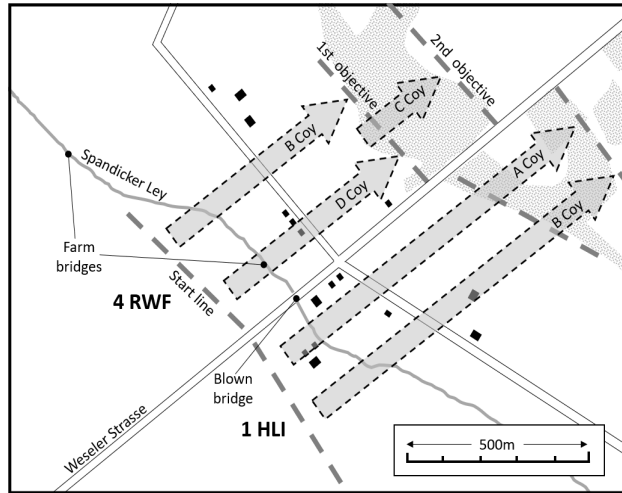 1st objective
2nd objective
B Coy
C Coy
D Coy
A Coy
B Coy
Spandicker Ley
Farm
bridges
Start line
4 RWF
Blown
bridge
1 HLI
Weseler Strasse
500m